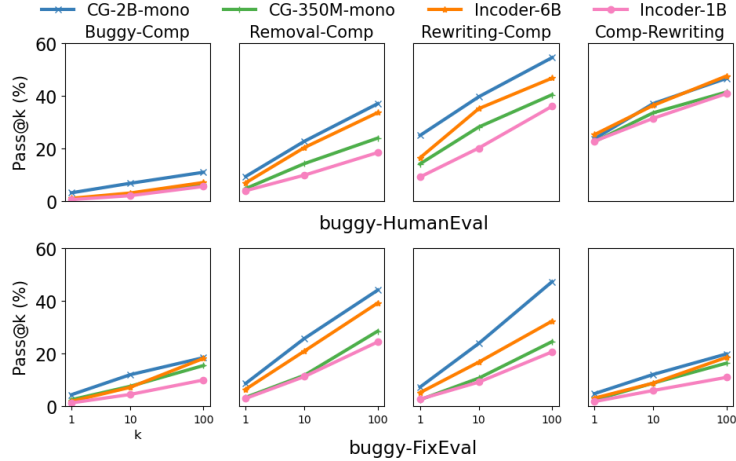 CG-2B-mono CG-350M-mono Incoder-6B Incoder-1B
Buggy-Comp Removal-Comp Rewriting-Comp Comp-Rewriting
60
40
20
0
Pass@k (%)
buggy-HumanEval
60
40
20
0
Pass@k (%)
1 10 100 1 10 100 1 10 100 1 10 100
k
buggy-FixEval